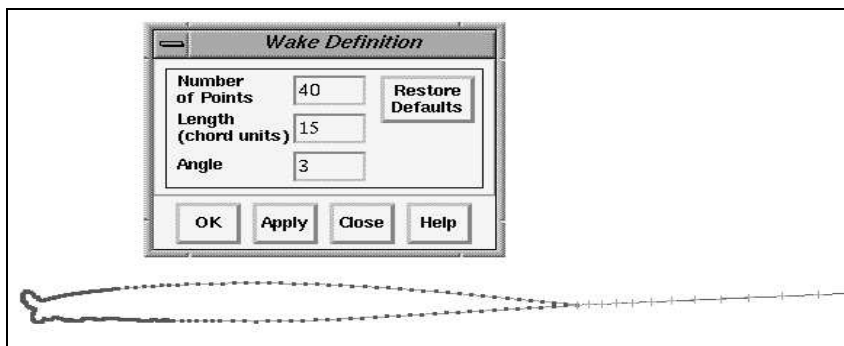 Wake Definition
Number
of Points
40
Restore
Defaults
Length
(chord units)
15
Angle
3
OK
Apply
Close
Help